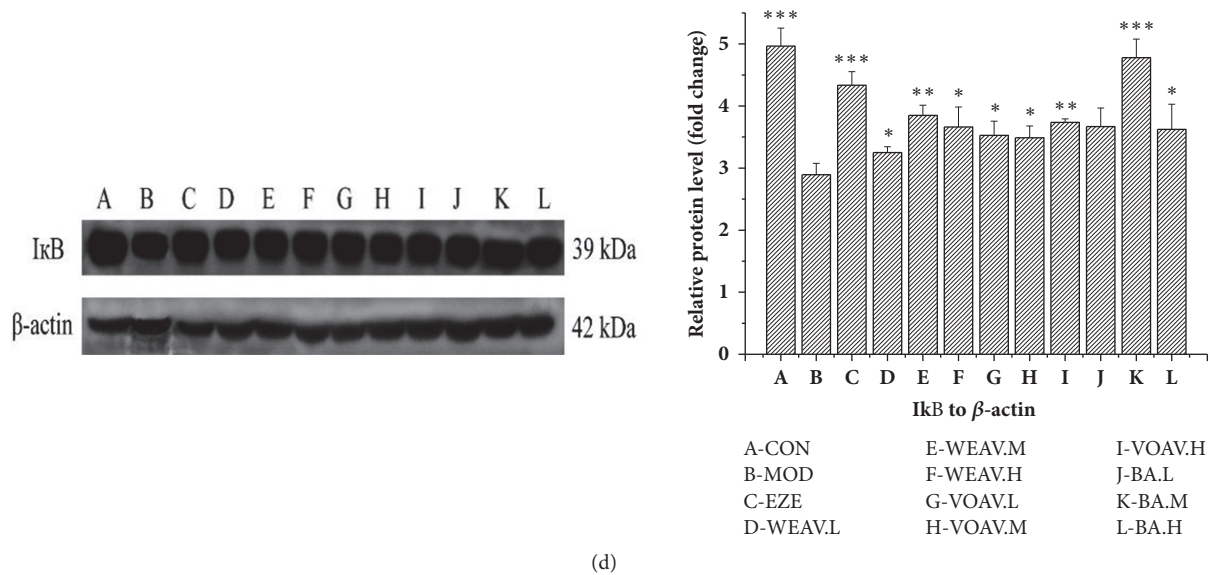 A B C D E F G H I J K L
IκB 39 kDa
β-actin 42 kDa
Relative protein level (fold change)
5
4
3
2
1
0
*** *** * ** * * * ** *** *
A B C D E F G H I J K L
IkB to β-actin
A-CON E-WEAV.M I-VOAV.H
B-MOD F-WEAV.H J-BA.L
C-EZE G-VOAV.L K-BA.M
D-WEAV.L H-VOAV.M L-BA.H
(d)